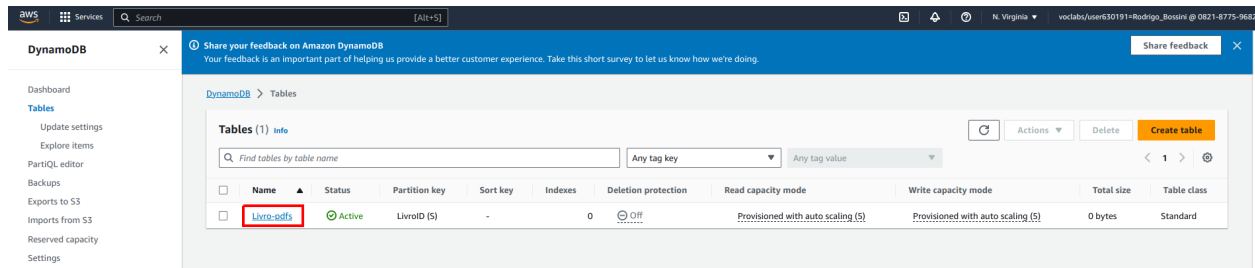 aws Services Search [Alt+S] N. Virginia voclabs/user630191=Rodrigo_Bossini @ 0821-8775-9682
DynamoDB
Share your feedback on Amazon DynamoDB
Your feedback is an important part of helping us provide a better customer experience. Take this short survey to let us know how we're doing.
Share feedback
Dashboard
Tables
Update settings
Explore items
PartiQL editor
Backups
Exports to S3
Imports from S3
Reserved capacity
Settings
DynamoDB > Tables
Tables (1) Info
Actions Delete Create table
Find tables by table name Any tag key Any tag value 1
Name Status Partition key Sort key Indexes Deletion protection Read capacity mode Write capacity mode Total size Table class
Livro-pdfs Active LivroID (S) - 0 Off Provisioned with auto scaling (5) Provisioned with auto scaling (5) 0 bytes Standard